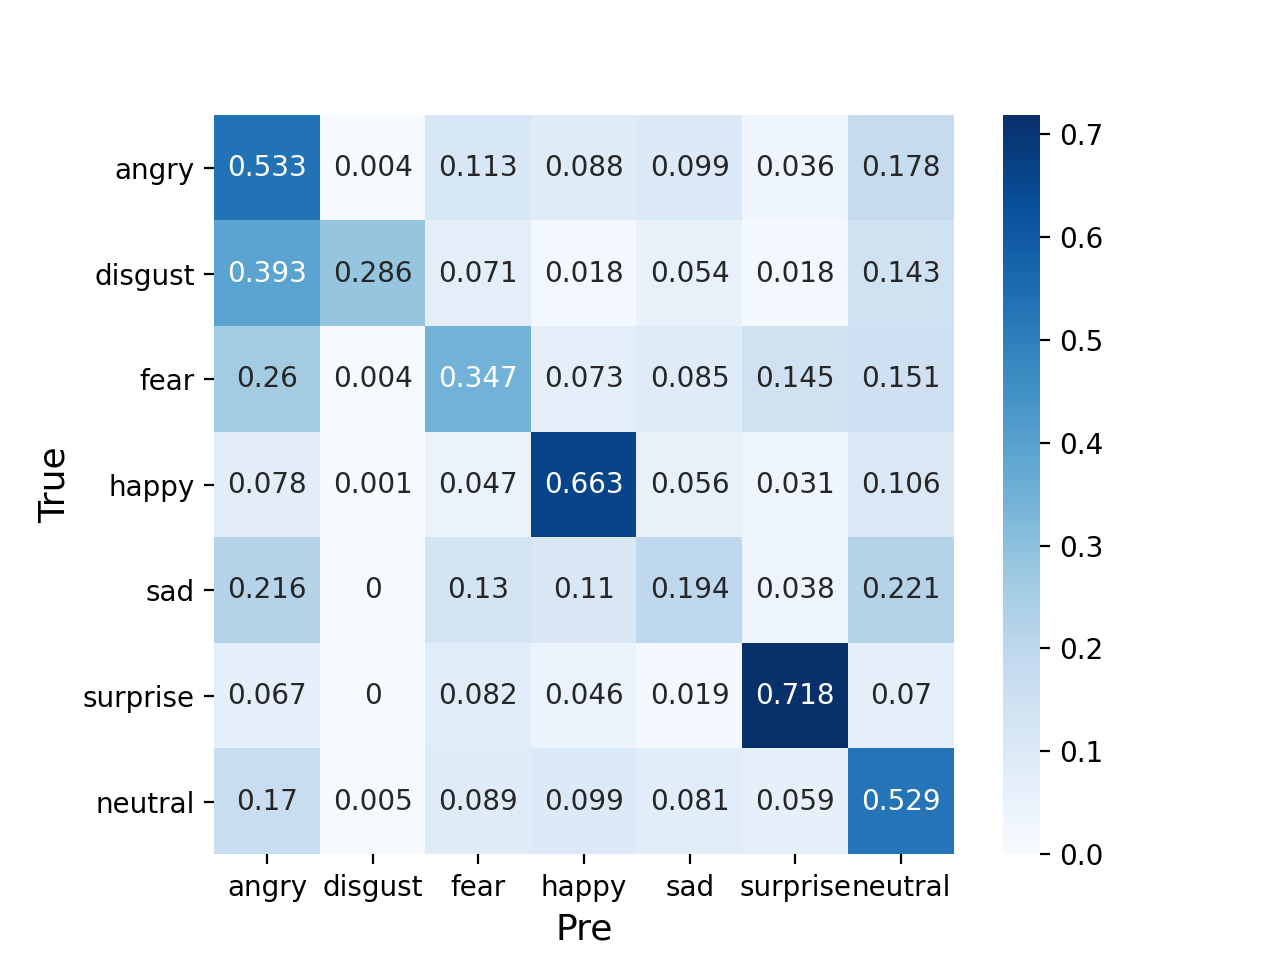 angry 0.533 0.004 0.113 0.088 0.099 0.036 0.178
disgust 0.393 0.286 0.071 0.018 0.054 0.018 0.143
fear 0.26 0.004 0.347 0.073 0.085 0.145 0.151
happy 0.078 0.001 0.047 0.663 0.056 0.031 0.106
sad 0.216 0 0.13 0.11 0.194 0.038 0.221
surprise 0.067 0 0.082 0.046 0.019 0.718 0.07
neutral 0.17 0.005 0.089 0.099 0.081 0.059 0.529
angry disgust fear happy sad surprise neutral
Pre
True
0.7
0.6
0.5
0.4
0.3
0.2
0.1
0.0